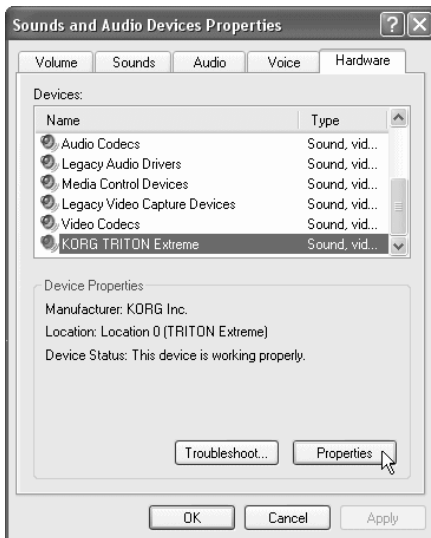 Sounds and Audio Devices Properties
Volume Sounds Audio Voice Hardware
Devices:
Name Type
Audio Codecs Sound, vid...
Legacy Audio Drivers Sound, vid...
Media Control Devices Sound, vid...
Legacy Video Capture Devices Sound, vid...
Video Codecs Sound, vid...
KORG TRITON Extreme Sound, vid...
Device Properties
Manufacturer: KORG Inc.
Location: Location 0 (TRITON Extreme)
Device Status: This device is working properly.
Troubleshoot... Properties
OK Cancel Apply